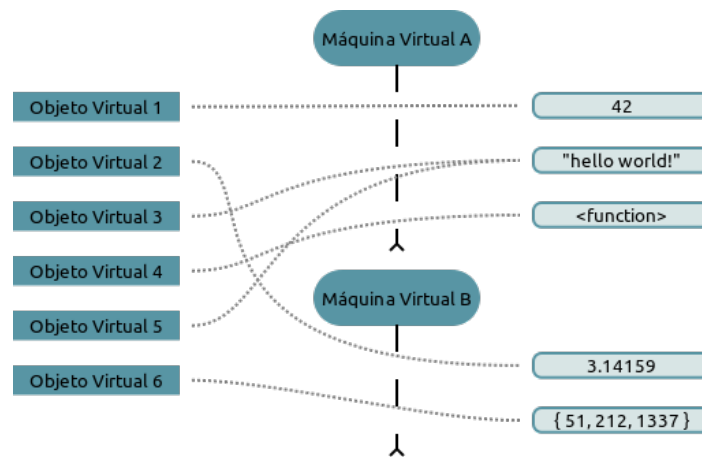 Máquina Virtual A
Objeto Virtual 1
42
Objeto Virtual 2
"hello world!"
Objeto Virtual 3
<function>
Objeto Virtual 4
Máquina Virtual B
Objeto Virtual 5
3.14159
Objeto Virtual 6
{ 51, 212, 1337 }